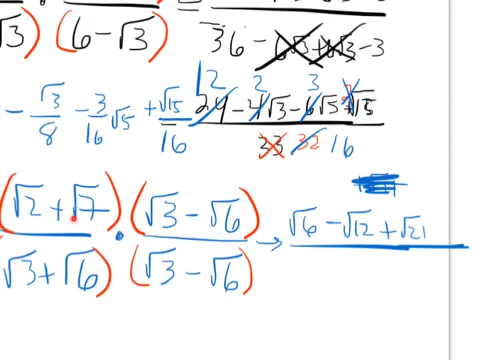 √3) (6 - √3) =
36 - 6√3 + 6√3 - 3
12 2 3
- √3/8 - 3/16 √5 + √15/16 24 - 4√3 - 6√5 + √15
33 32 16
(√2 + √7) · (√3 - √6) → √6 - √12 + √21
√3 + √6) (√3 - √6)